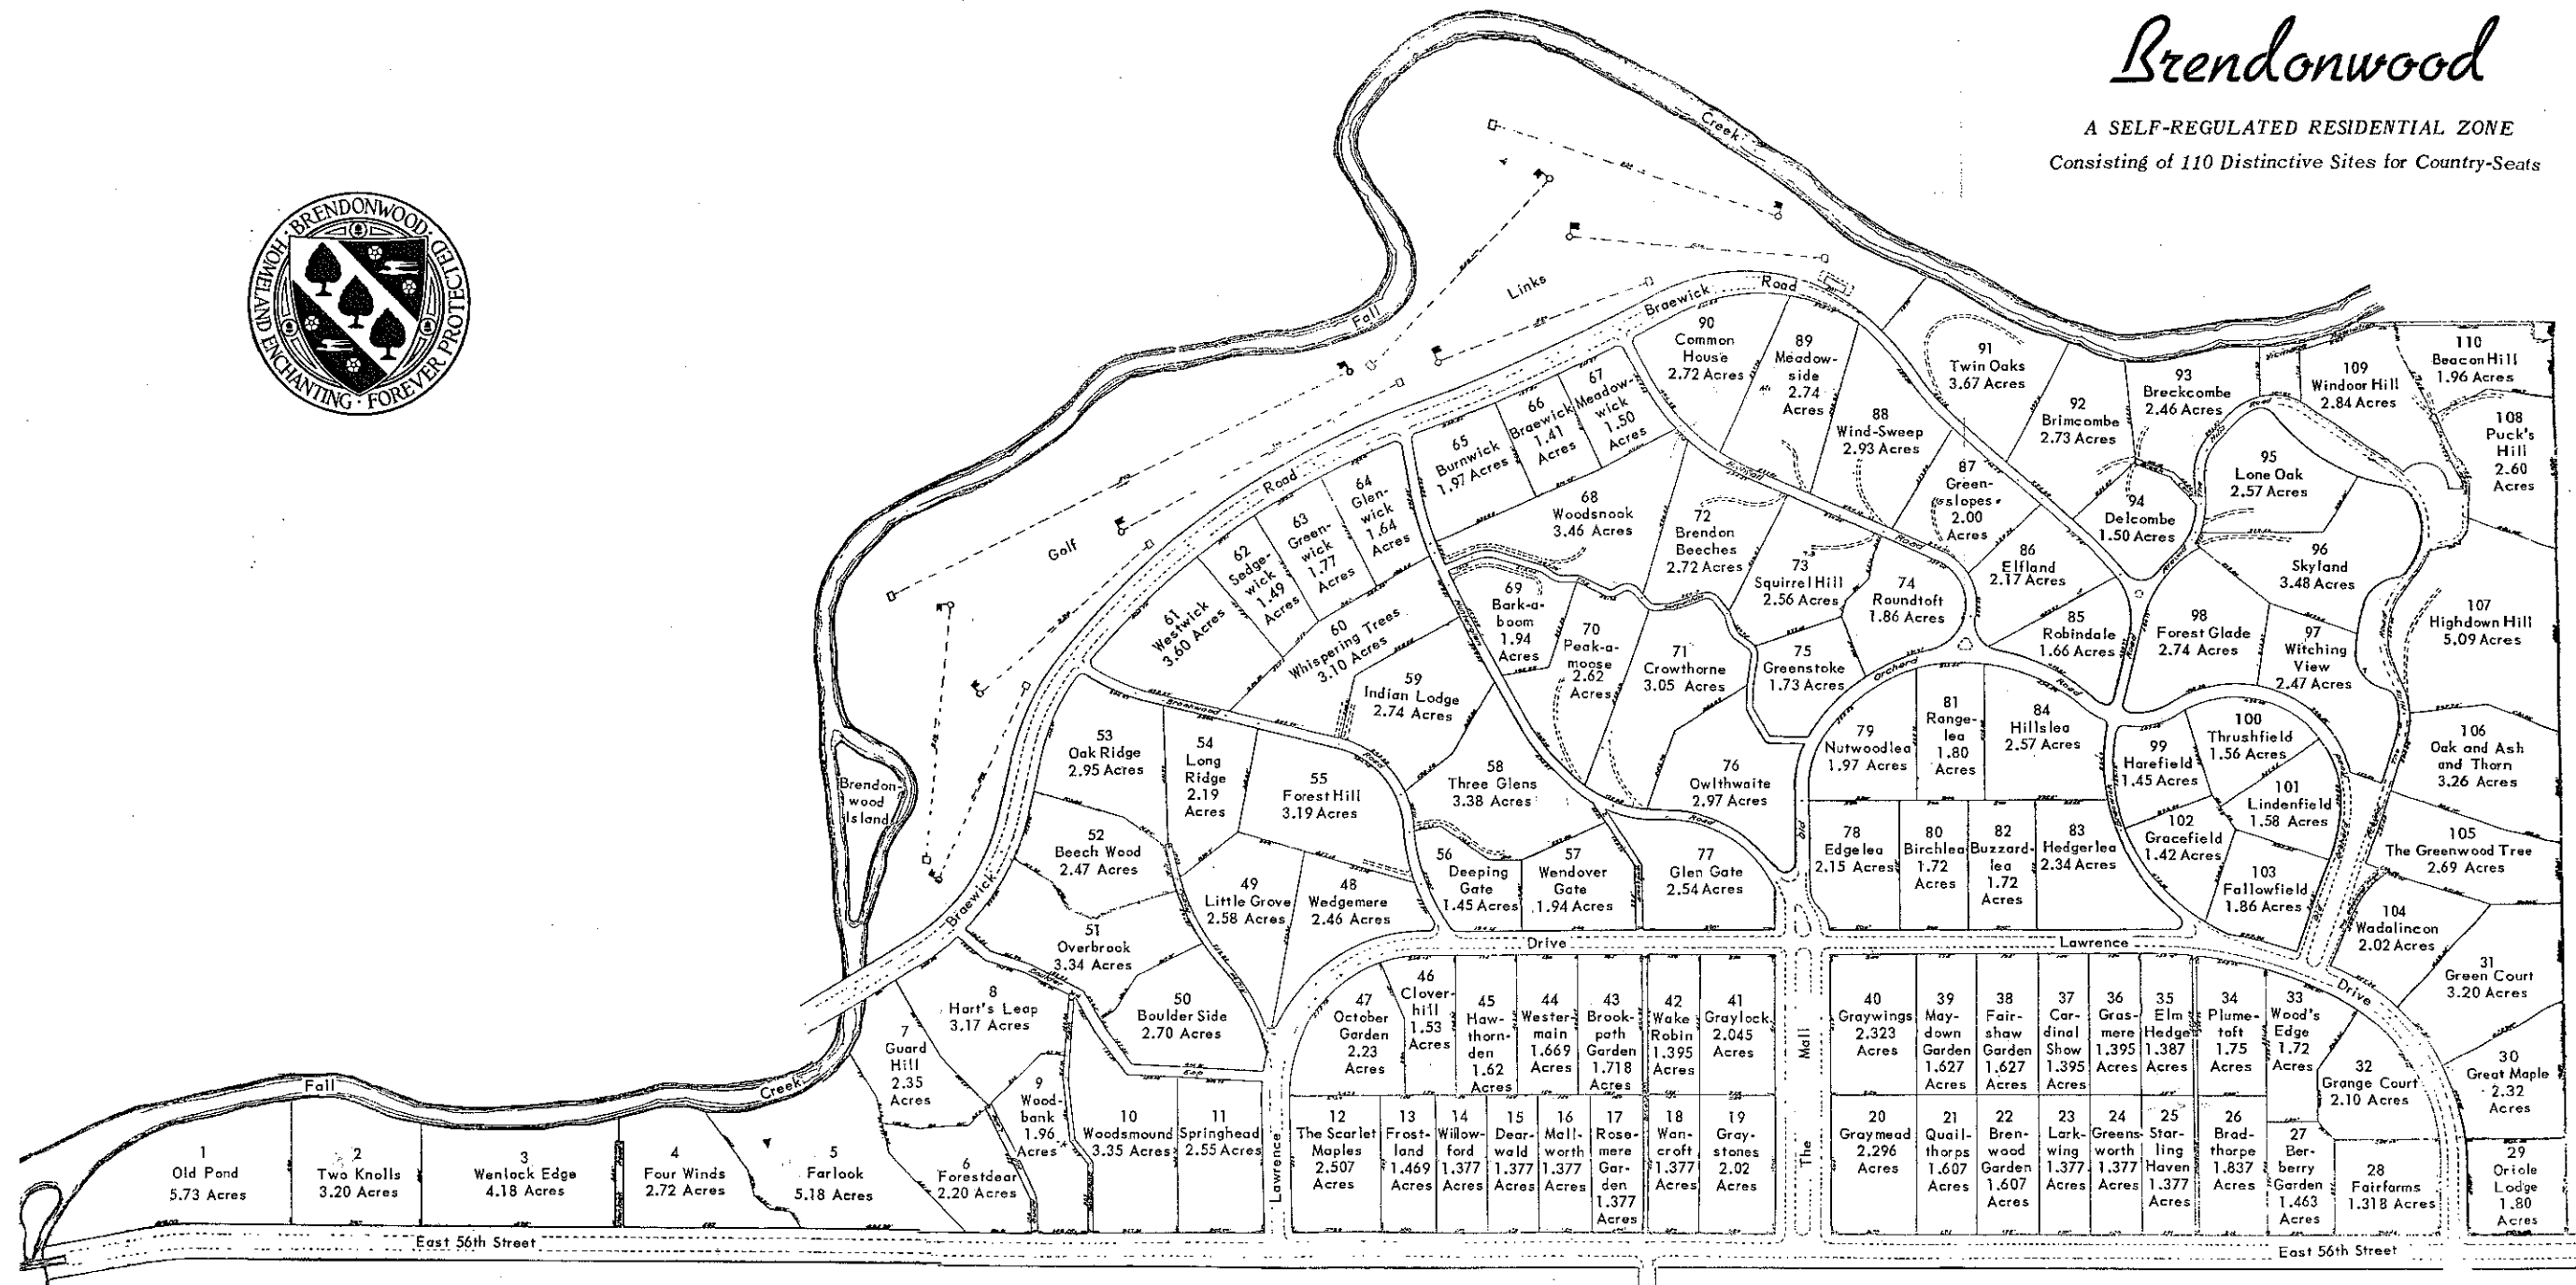 Brendonwood
A SELF-REGULATED RESIDENTIAL ZONE
Consisting of 110 Distinctive Sites for Country-Seats
BRENDONWOOD · HOMELAND ENCHANTING · FOREVER PROTECTED
Creek
Fall
Links
Golf
Braewick
Road
Road
Brendon-
wood
Island
Braewick
Fall
Creek
1
Old Pond
5.73 Acres
2
Two Knolls
3.20 Acres
3
Wenlock Edge
4.18 Acres
4
Four Winds
2.72 Acres
5
Farlook
5.18 Acres
6
Forestdear
2.20 Acres
7
Guard
Hill
2.35
Acres
8
Hart's Leap
3.17 Acres
9
Wood-
bank
1.96
Acres
10
Woodsmound
3.35 Acres
11
Springhead
2.55 Acres
12
The Scarlet
Maples
2.507
Acres
13
Frost-
land
1.469
Acres
14
Willow-
ford
1.377
Acres
15
Dear-
wald
1.377
Acres
16
Mall-
worth
1.377
Acres
17
Rose-
mere
Gar-
den
1.377
Acres
18
Wan-
croft
1.377
Acres
19
Gray-
stones
2.02
Acres
20
Graymead
2.296
Acres
21
Quail-
thorps
1.607
Acres
22
Bren-
wood
Garden
1.607
Acres
23
Lark-
wing
1.377
Acres
24
Greens-
worth
1.377
Acres
25
Star-
ling
Haven
1.377
Acres
26
Brad-
thorpe
1.837
Acres
27
Ber-
berry
Garden
1.463
Acres
28
Fairfarms
1.318 Acres
29
Oriole
Lodge
1.80
Acres
30
Great Maple
2.32
Acres
31
Green Court
3.20 Acres
32
Grange Court
2.10 Acres
33
Wood's
Edge
1.72
Acres
34
Plume-
toft
1.75
Acres
35
Elm
Hedge
1.387
Acres
36
Gras-
mere
1.395
Acres
37
Car-
dinal
Show
1.395
Acres
38
Fair-
shaw
Garden
1.627
Acres
39
May-
down
Garden
1.627
Acres
40
Graywings
2.323
Acres
41
Graylock
2.045
Acres
42
Wake
Robin
1.395
Acres
43
Brook-
path
Garden
1.718
Acres
44
Wester-
main
1.669
Acres
45
Haw-
thorn-
den
1.62
Acres
46
Clover-
hill
1.53
Acres
47
October
Garden
2.23
Acres
48
Wedgemere
2.46 Acres
49
Little Grove
2.58 Acres
50
Boulder Side
2.70 Acres
51
Overbrook
3.34 Acres
52
Beech Wood
2.47 Acres
53
Oak Ridge
2.95 Acres
54
Long
Ridge
2.19
Acres
55
Forest Hill
3.19 Acres
56
Deeping
Gate
1.45 Acres
57
Wendover
Gate
1.94 Acres
58
Three Glens
3.38 Acres
59
Indian Lodge
2.74 Acres
60
Whispering Trees
3.10 Acres
61
Westwick
3.60 Acres
62
Sedge-
wick
1.49
Acres
63
Green-
wick
1.77
Acres
64
Glen-
wick
1.64
Acres
65
Burnwick
1.97 Acres
66
Braewick
1.41
Acres
67
Meadow-
wick
1.50
Acres
68
Woodsnook
3.46 Acres
69
Bark-a-
boom
1.94
Acres
70
Peak-a-
moose
2.62
Acres
71
Crowthorne
3.05 Acres
72
Brendon
Beeches
2.72 Acres
73
Squirrel Hill
2.56 Acres
74
Roundtoft
1.86 Acres
75
Greenstoke
1.73 Acres
76
Owlthwaite
2.97 Acres
77
Glen Gate
2.54 Acres
78
Edgelea
2.15 Acres
79
Nutwoodlea
1.97 Acres
80
Birchlea
1.72
Acres
81
Range-
lea
1.80
Acres
82
Buzzard-
lea
1.72
Acres
83
Hedgerlea
2.34 Acres
84
Hillslea
2.57 Acres
85
Robindale
1.66 Acres
86
Elfland
2.17 Acres
87
Green-
slopes
2.00
Acres
88
Wind-Sweep
2.93 Acres
89
Meadow-
side
2.74
Acres
90
Common
House
2.72 Acres
91
Twin Oaks
3.67 Acres
92
Brimcombe
2.73 Acres
93
Breckcombe
2.46 Acres
94
Delcombe
1.50 Acres
95
Lone Oak
2.57 Acres
96
Skyland
3.48 Acres
97
Witching
View
2.47 Acres
98
Forest Glade
2.74 Acres
99
Harefield
1.45 Acres
100
Thrushfield
1.56 Acres
101
Lindenfield
1.58 Acres
102
Gracefield
1.42 Acres
103
Fallowfield
1.86 Acres
104
Wadalincon
2.02 Acres
105
The Greenwood Tree
2.69 Acres
106
Oak and Ash
and Thorn
3.26 Acres
107
Highdown Hill
5.09 Acres
108
Puck's
Hill
2.60
Acres
109
Windoor Hill
2.84 Acres
110
Beacon Hill
1.96 Acres
Brookwood
Road
Orchard
Road
Road
Road
Old
Drive
Lawrence
Drive
Lawrence
The Mall
East 56th Street
East 56th Street